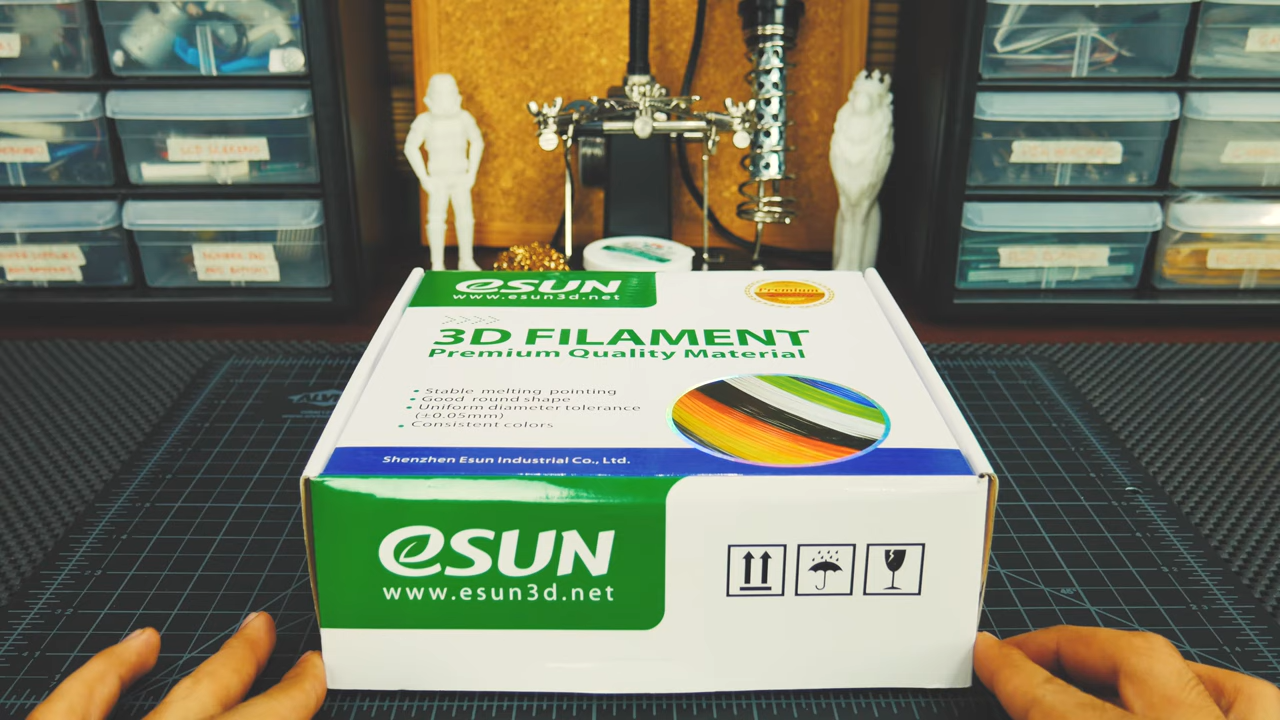 eSUN
www.esun3d.net
Premium
3D FILAMENT
Premium Quality Material
• Stable melting pointing
• Good round shape
• Uniform diameter tolerance
(±0.05mm)
• Consistent colors
Shenzhen Esun Industrial Co., Ltd.
eSUN
www.esun3d.net